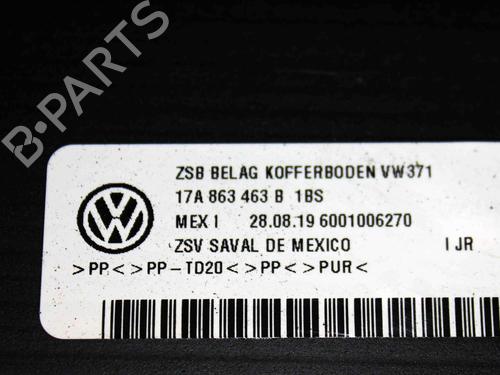 B-PARTS
ZSB BELAG KOFFERBODEN VW371
17A 863 463 B 1BS
MEX I 28.08.19 6001006270
ZSV SAVAL DE MEXICO I JR
>PP< >PP-TD20< >PP< >PUR<